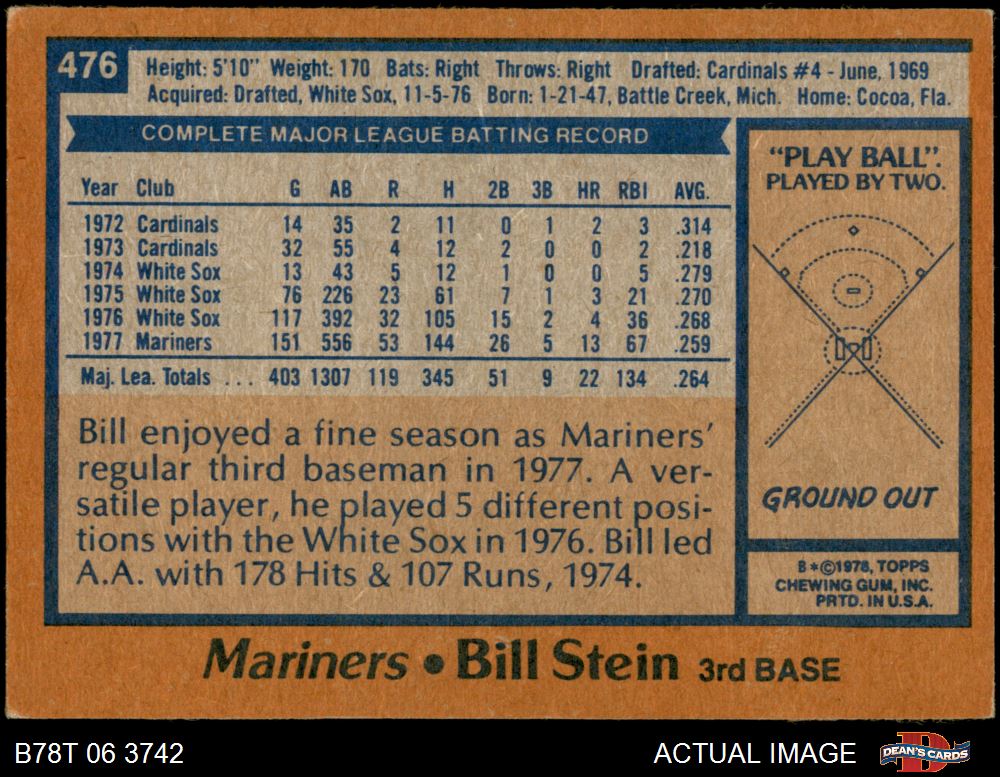 476
Height: 5'10" Weight: 170 Bats: Right Throws: Right Drafted: Cardinals #4 - June, 1969
Acquired: Drafted, White Sox, 11-5-76 Born: 1-21-47, Battle Creek, Mich. Home: Cocoa, Fla.
COMPLETE MAJOR LEAGUE BATTING RECORD
Year Club G AB R H 2B 3B HR RBI AVG.
1972 Cardinals 14 35 2 11 0 1 2 3 .314
1973 Cardinals 32 55 4 12 2 0 0 2 .218
1974 White Sox 13 43 5 12 1 0 0 5 .279
1975 White Sox 76 226 23 61 7 1 3 21 .270
1976 White Sox 117 392 32 105 15 2 4 36 .268
1977 Mariners 151 556 53 144 26 5 13 67 .259
Maj. Lea. Totals ... 403 1307 119 345 51 9 22 134 .264
Bill enjoyed a fine season as Mariners'
regular third baseman in 1977. A ver-
satile player, he played 5 different posi-
tions with the White Sox in 1976. Bill led
A.A. with 178 Hits & 107 Runs, 1974.
"PLAY BALL".
PLAYED BY TWO.
GROUND OUT
B*©1978, TOPPS
CHEWING GUM, INC.
PRTD. IN U.S.A.
Mariners • Bill Stein 3rd BASE
B78T 06 3742
ACTUAL IMAGE
DEAN'S CARDS